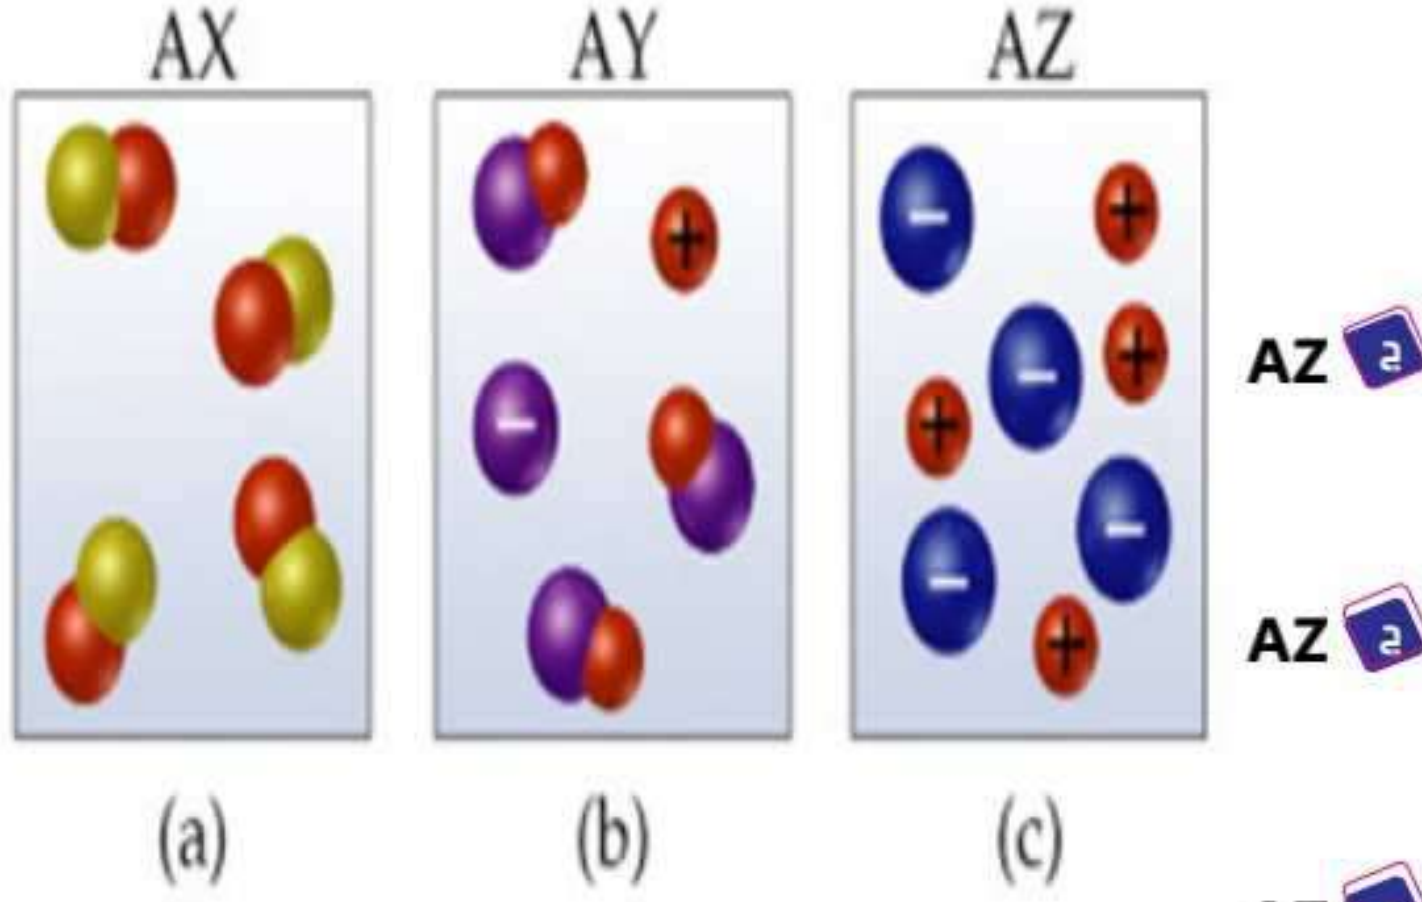 AX AY AZ
+
- + - +
- + +
- -
+
(a) (b) (c)
AZ
AZ